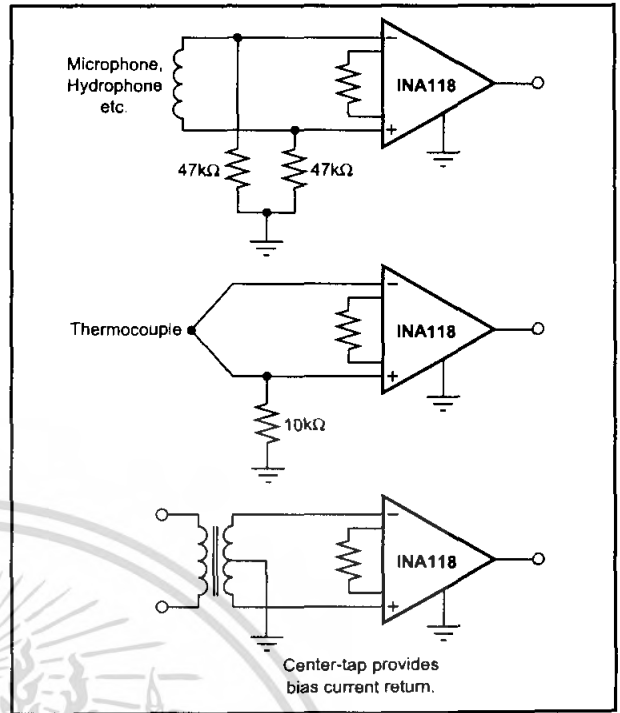 Microphone,
Hydrophone
etc.
−
INA118
+
47kΩ
47kΩ
Thermocouple
−
INA118
+
10kΩ
−
INA118
+
Center-tap provides
bias current return.